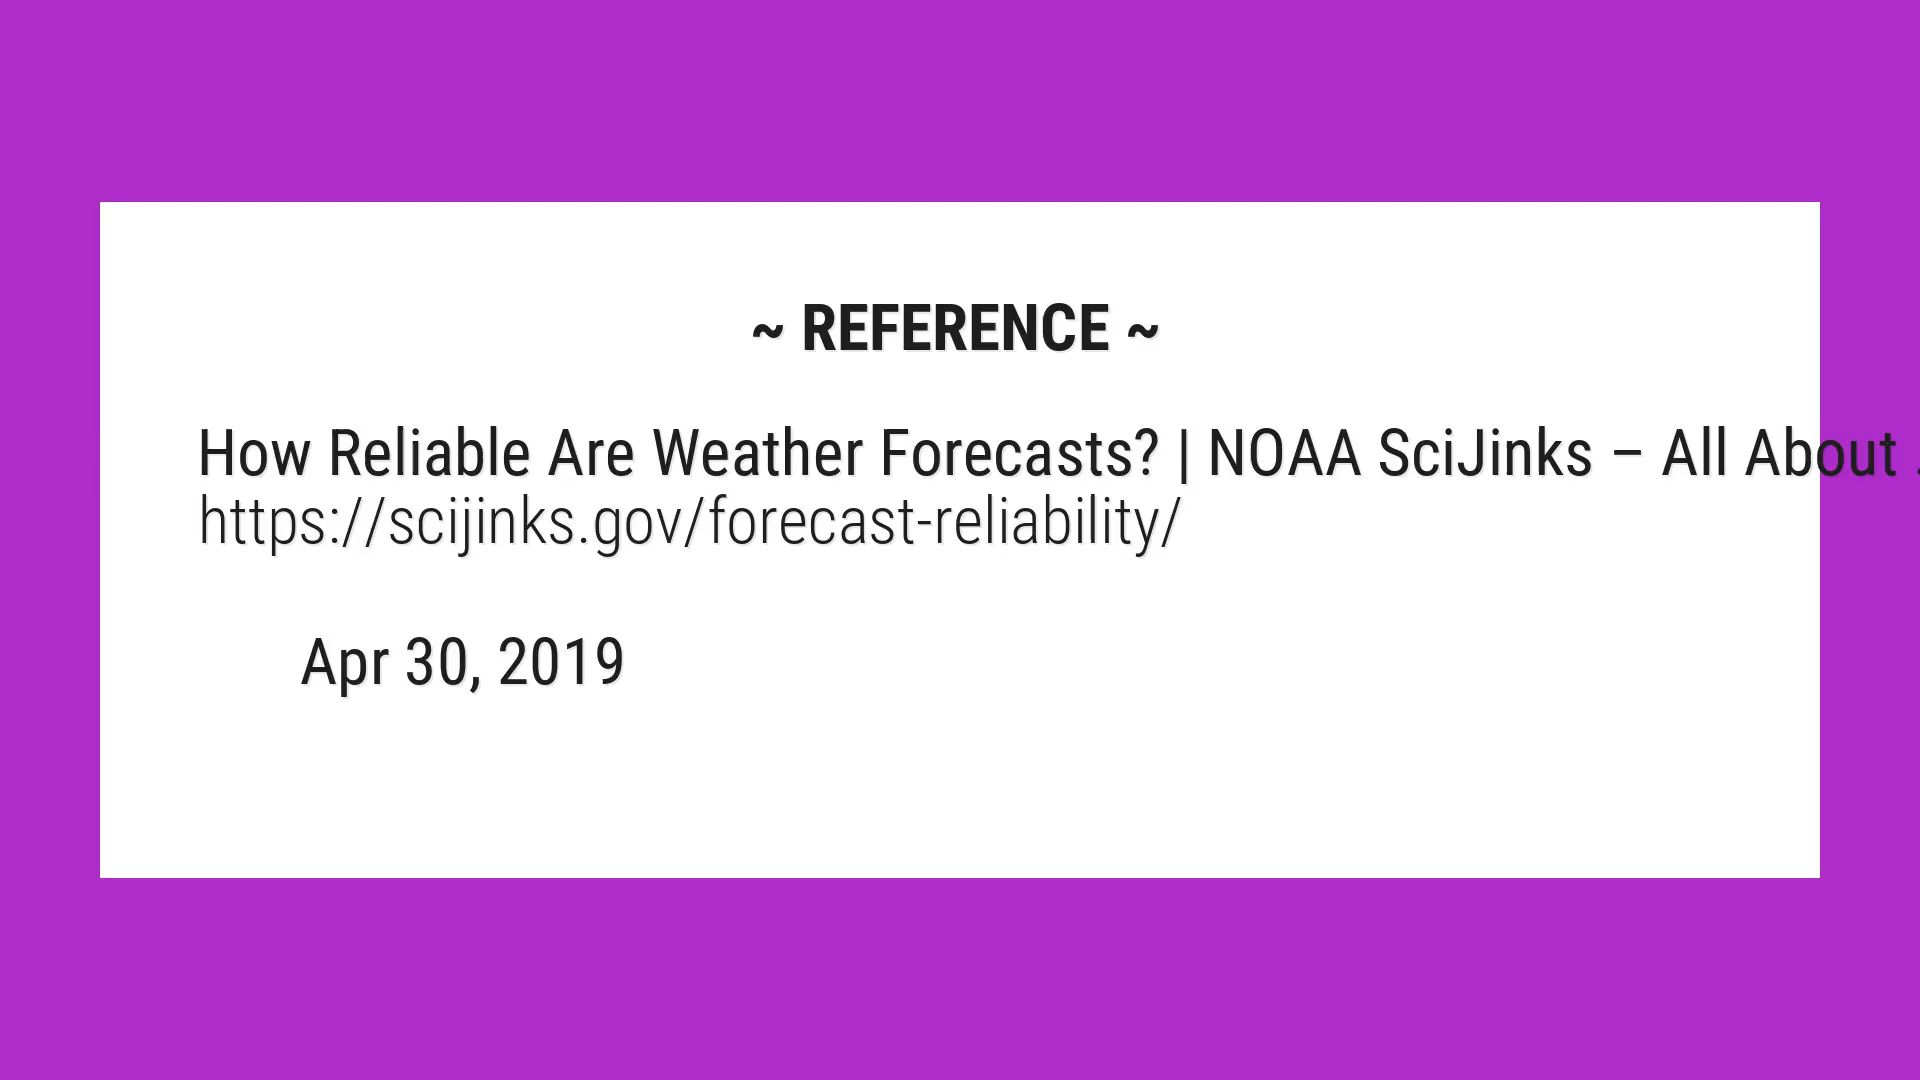 ~ REFERENCE ~
How Reliable Are Weather Forecasts? | NOAA SciJinks – All About .
https://scijinks.gov/forecast-reliability/
Apr 30, 2019